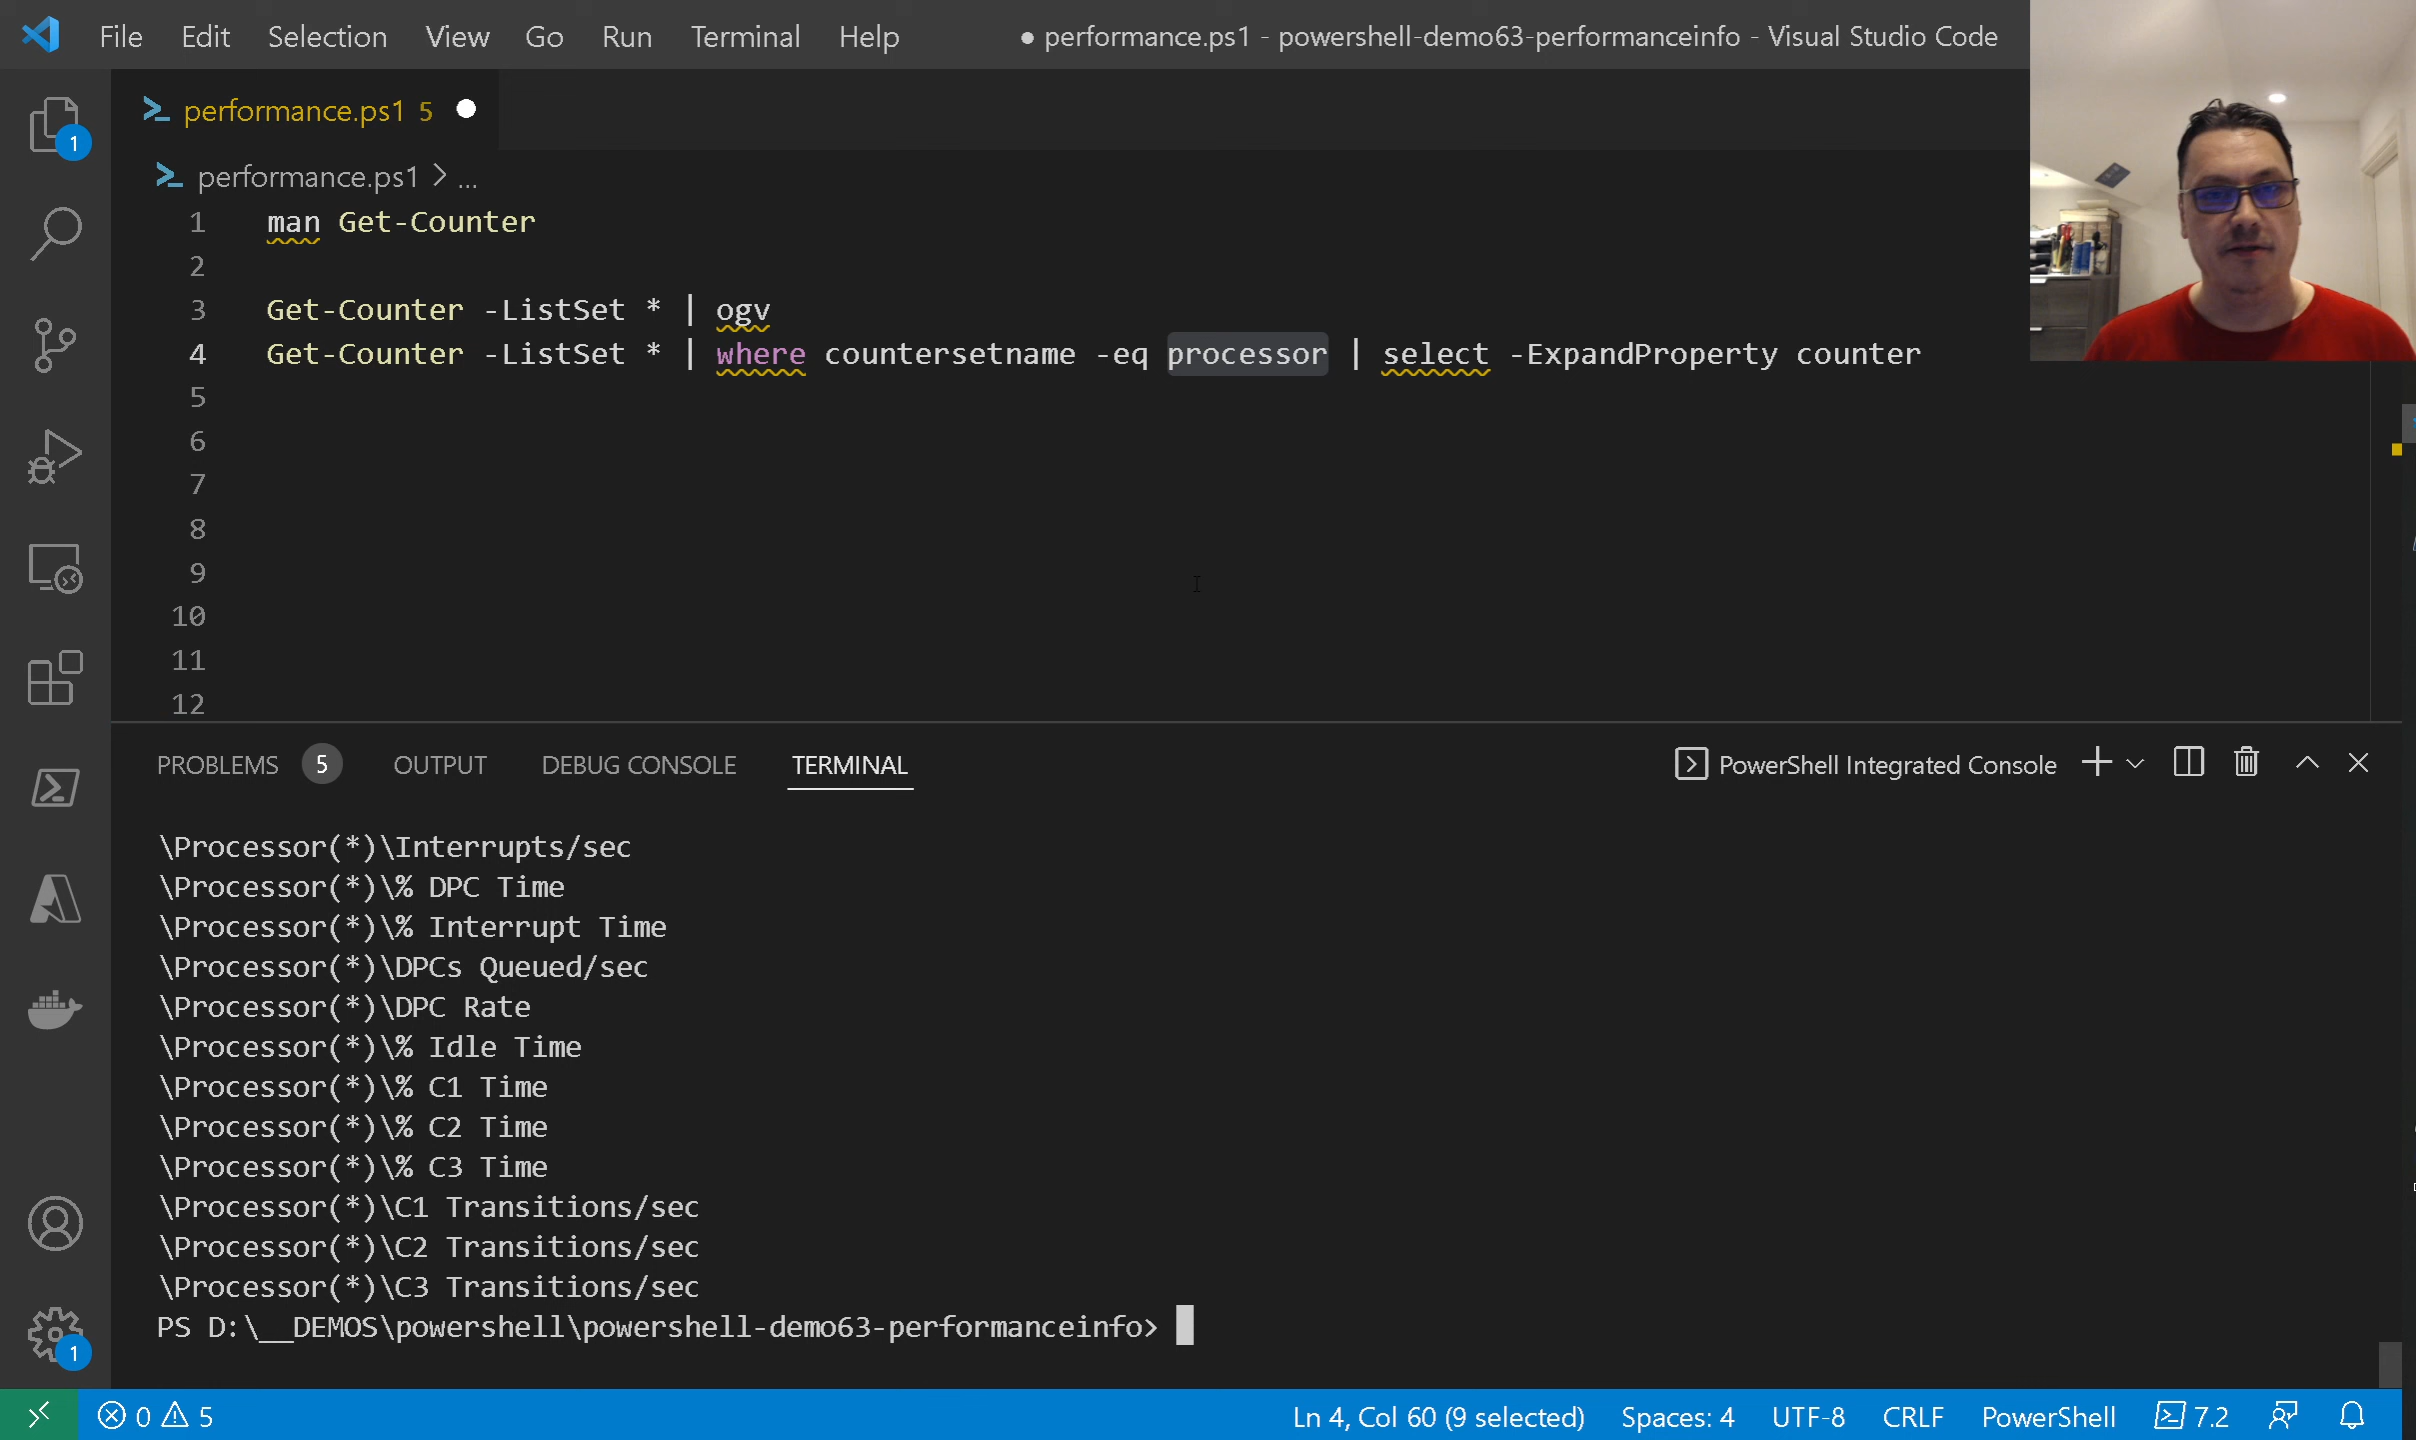 File Edit Selection View Go Run Terminal Help ● performance.ps1 - powershell-demo63-performanceinfo - Visual Studio Code
performance.ps1 5
performance.ps1 > ...
1 man Get-Counter
2
3 Get-Counter -ListSet * | ogv
4 Get-Counter -ListSet * | where countersetname -eq processor | select -ExpandProperty counter
5
6
7
8
9
10
11
12
PROBLEMS 5 OUTPUT DEBUG CONSOLE TERMINAL PowerShell Integrated Console
\Processor(*)\Interrupts/sec
\Processor(*)\% DPC Time
\Processor(*)\% Interrupt Time
\Processor(*)\DPCs Queued/sec
\Processor(*)\DPC Rate
\Processor(*)\% Idle Time
\Processor(*)\% C1 Time
\Processor(*)\% C2 Time
\Processor(*)\% C3 Time
\Processor(*)\C1 Transitions/sec
\Processor(*)\C2 Transitions/sec
\Processor(*)\C3 Transitions/sec
PS D:\__DEMOS\powershell\powershell-demo63-performanceinfo>
1
1
0 5 Ln 4, Col 60 (9 selected) Spaces: 4 UTF-8 CRLF PowerShell 7.2